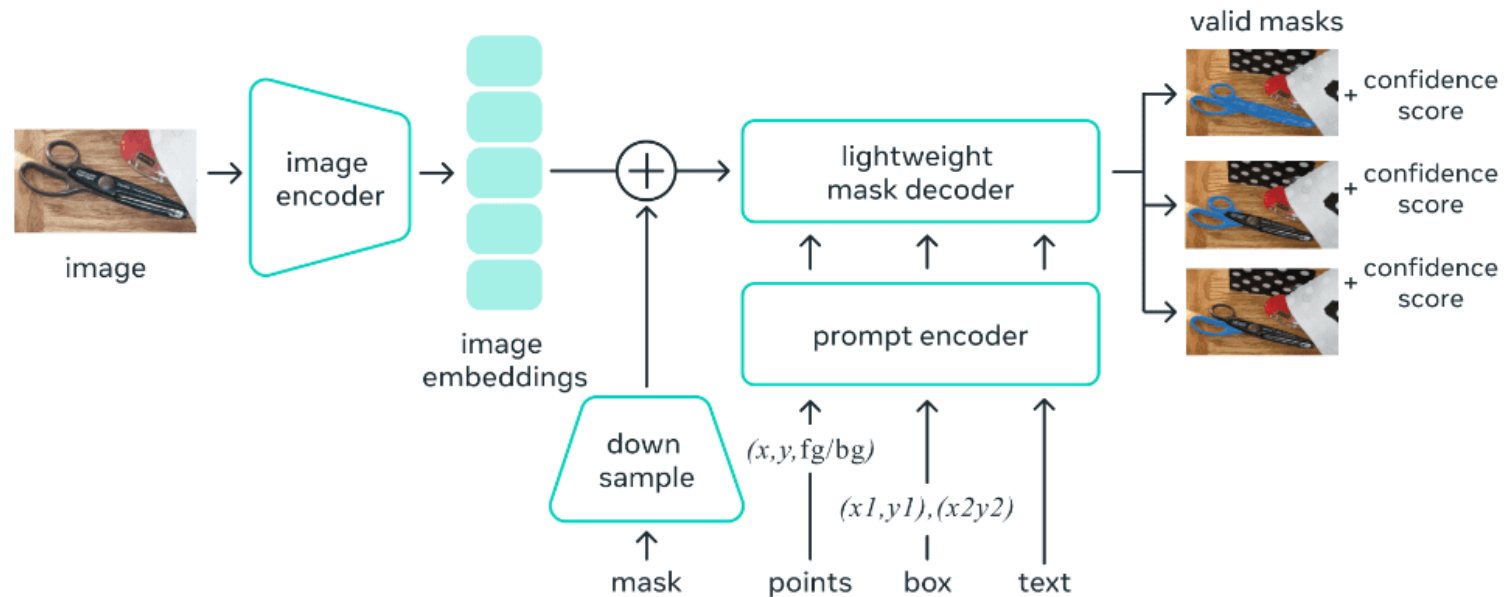 valid masks
image
encoder
lightweight
mask decoder
+ confidence
score
+ confidence
score
+ confidence
score
image
image
embeddings
prompt encoder
down
sample
(x,y,fg/bg)
(x1,y1),(x2y2)
mask
points
box
text